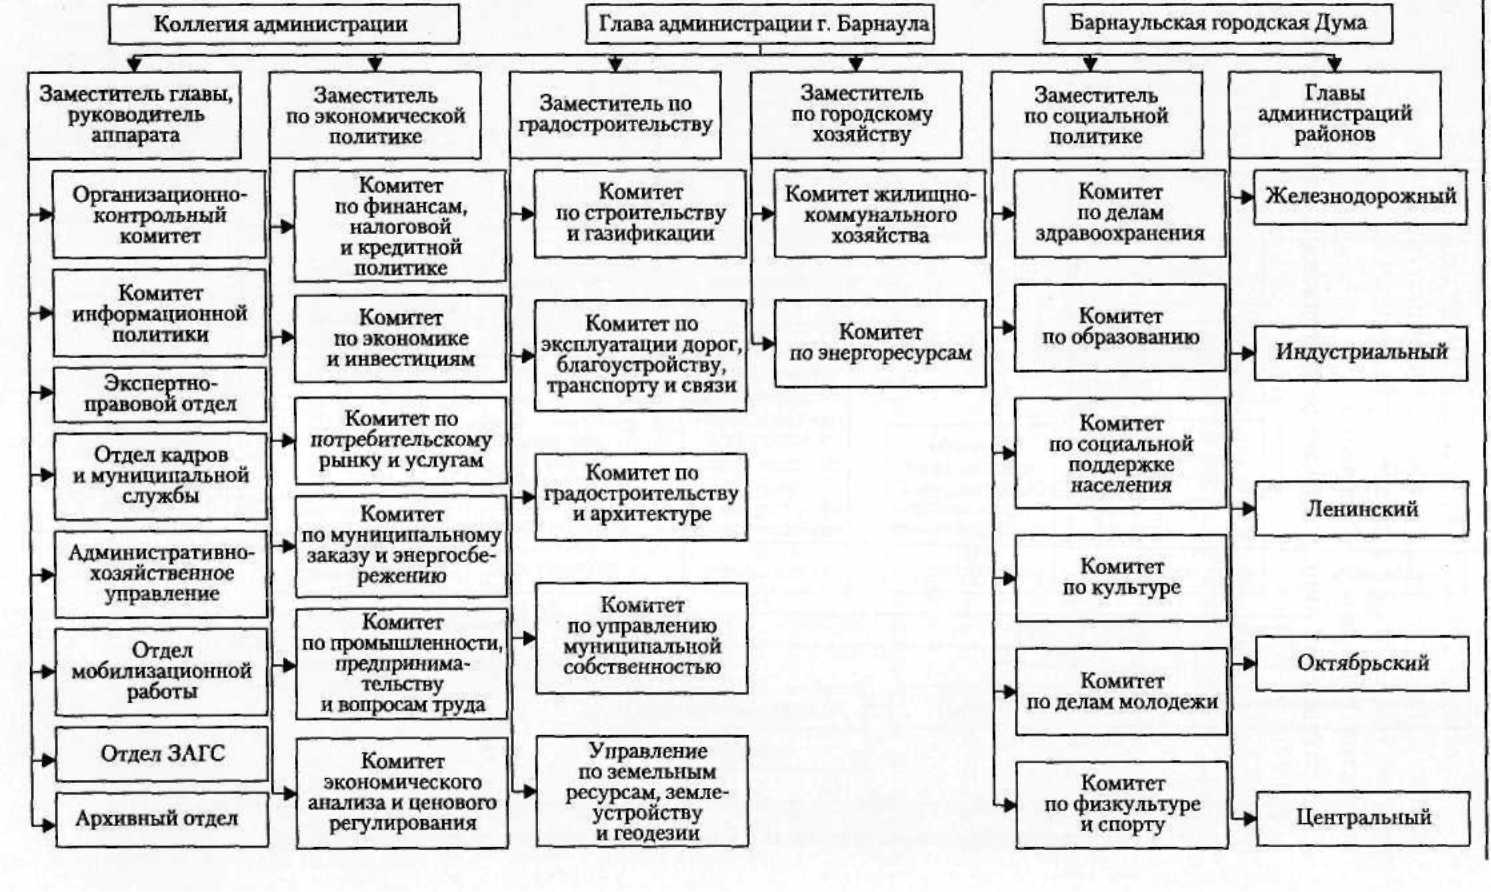 Коллегия администрации
Глава администрации г. Барнаула
Барнаульская городская Дума
Заместитель главы,
руководитель
аппарата
Заместитель
по экономической
политике
Заместитель по
градостроительству
Заместитель
по городскому
хозяйству
Заместитель
по социальной
политике
Главы
администраций
районов
Организационно-
контрольный
комитет
Комитет
информационной
политики
Экспертно-
правовой отдел
Отдел кадров
и муниципальной
службы
Административно-
хозяйственное
управление
Отдел
мобилизационной
работы
Отдел ЗАГС
Архивный отдел
Комитет
по финансам,
налоговой
и кредитной
политике
Комитет
по экономике
и инвестициям
Комитет по
потребительскому
рынку и услугам
Комитет
по муниципальному
заказу и энергосбе-
режению
Комитет
по промышленности,
предпринима-
тельству
и вопросам труда
Комитет
экономического
анализа и ценового
регулирования
Комитет
по строительству
и газификации
Комитет по
эксплуатации дорог,
благоустройству,
транспорту и связи
Комитет по
градостроительству
и архитектуре
Комитет
по управлению
муниципальной
собственностью
Управление
по земельным
ресурсам, земле-
устройству
и геодезии
Комитет жилищно-
коммунального
хозяйства
Комитет
по энергоресурсам
Комитет
по делам
здравоохранения
Комитет
по образованию
Комитет
по социальной
поддержке
населения
Комитет
по культуре
Комитет
по делам молодежи
Комитет
по физкультуре
и спорту
Железнодорожный
Индустриальный
Ленинский
Октябрьский
Центральный